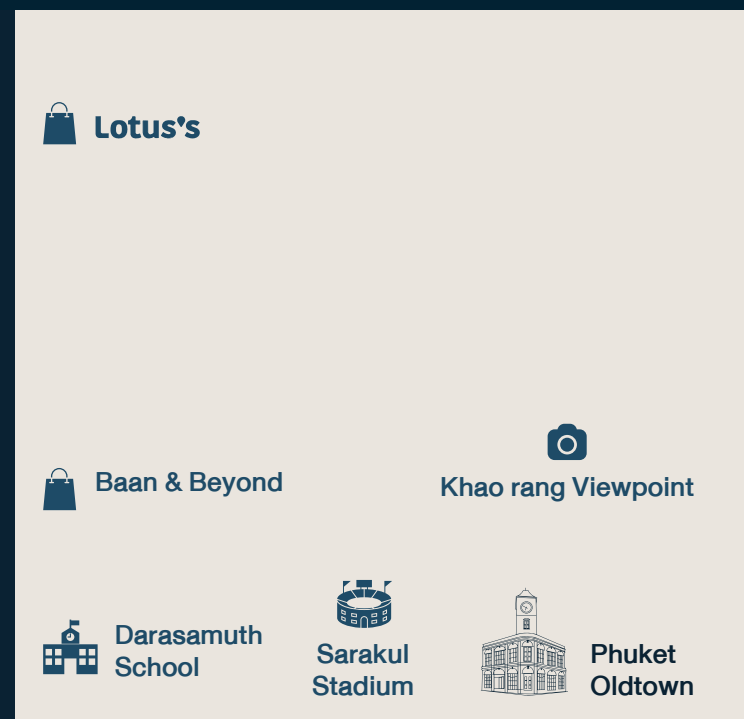 Lotus's
Baan & Beyond
Khao rang Viewpoint
Darasamuth
School
Sarakul
Stadium
Phuket
Oldtown